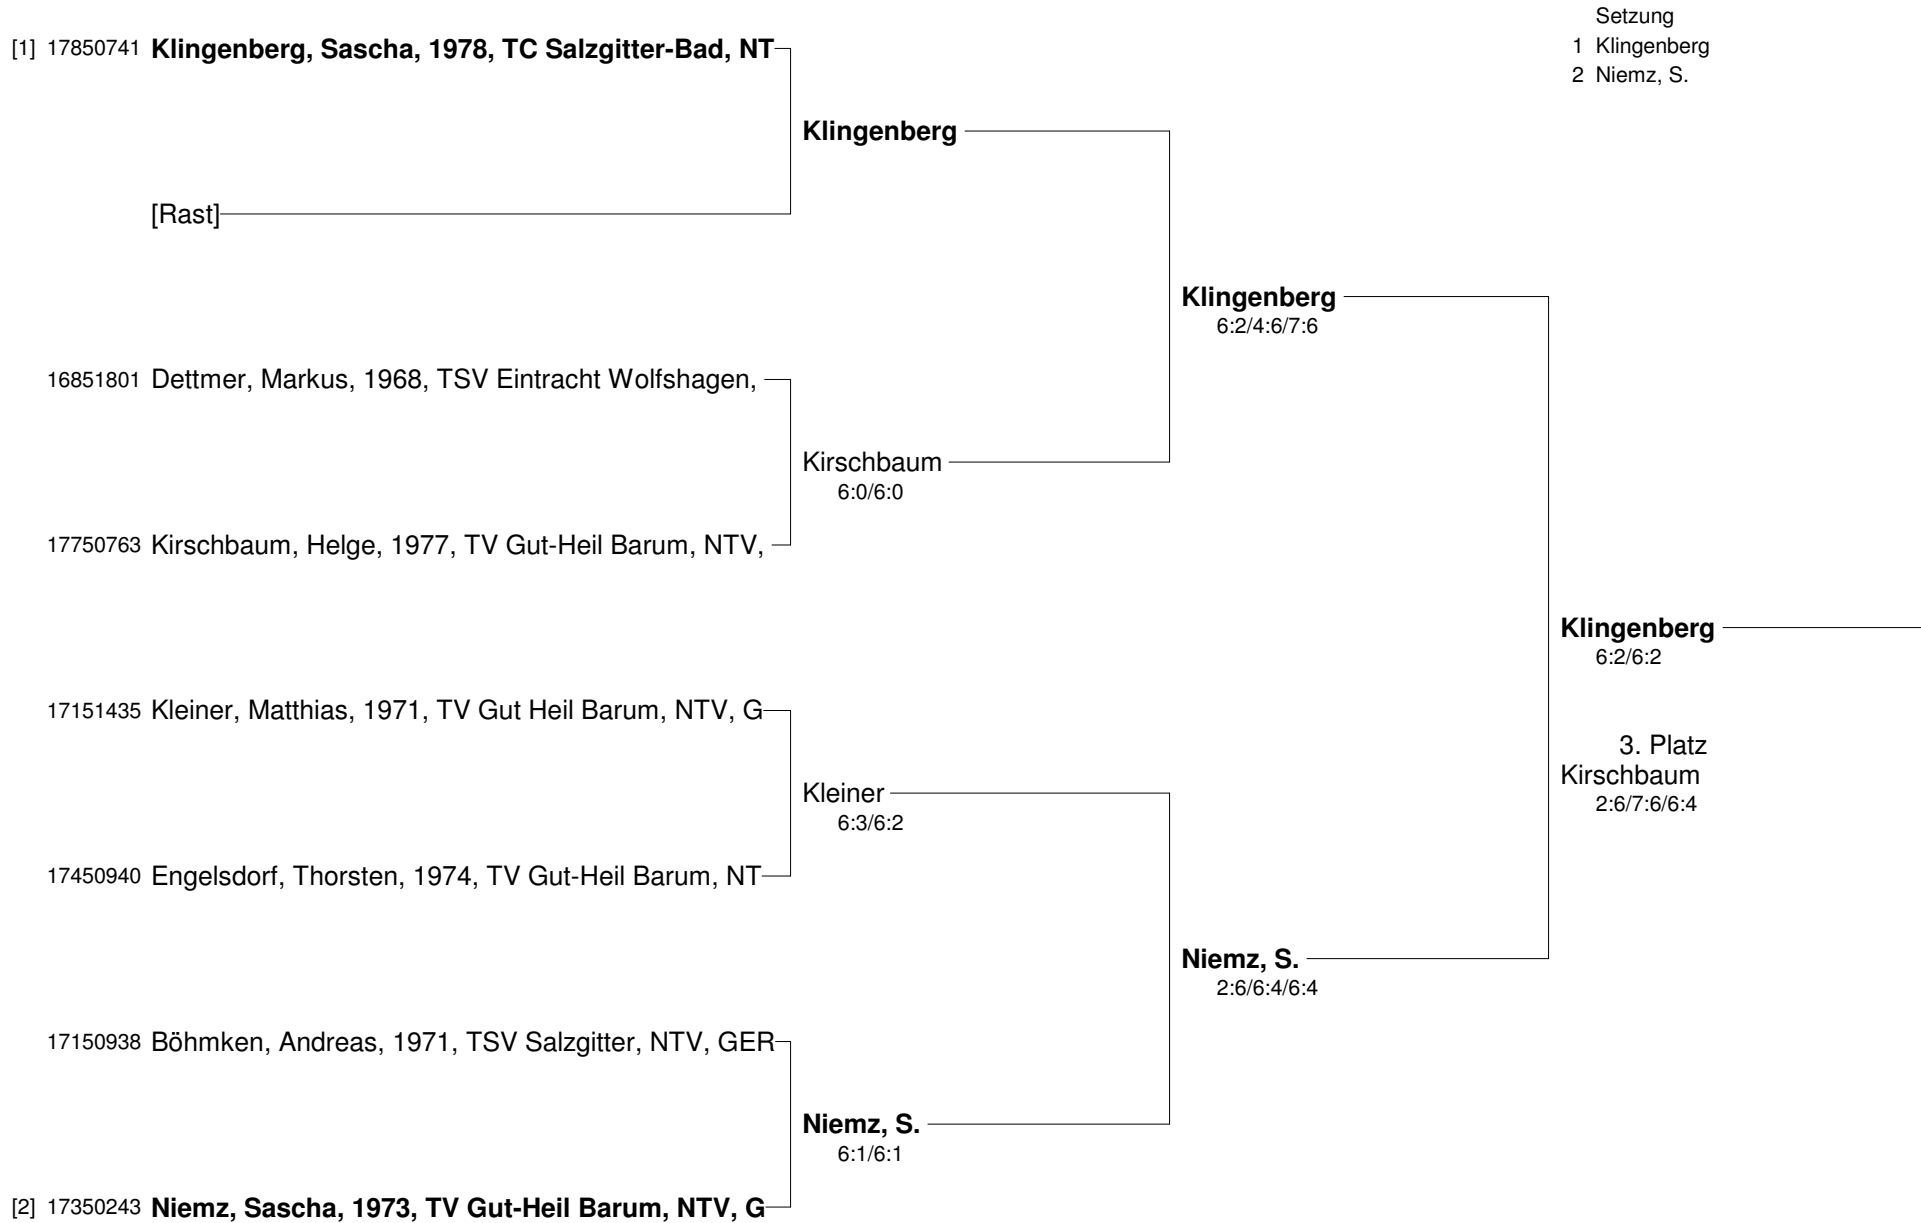 Setzung
1 Klingenberg
2 Niemz, S.
[1] 17850741 Klingenberg, Sascha, 1978, TC Salzgitter-Bad, NT
Klingenberg
[Rast]
Klingenberg
6:2/4:6/7:6
16851801 Dettmer, Markus, 1968, TSV Eintracht Wolfshagen,
Kirschbaum
6:0/6:0
17750763 Kirschbaum, Helge, 1977, TV Gut-Heil Barum, NTV,
Klingenberg
6:2/6:2
17151435 Kleiner, Matthias, 1971, TV Gut Heil Barum, NTV, G
3. Platz
Kirschbaum
2:6/7:6/6:4
Kleiner
6:3/6:2
17450940 Engelsdorf, Thorsten, 1974, TV Gut-Heil Barum, NT
Niemz, S.
2:6/6:4/6:4
17150938 Böhmken, Andreas, 1971, TSV Salzgitter, NTV, GER
Niemz, S.
6:1/6:1
[2] 17350243 Niemz, Sascha, 1973, TV Gut-Heil Barum, NTV, G